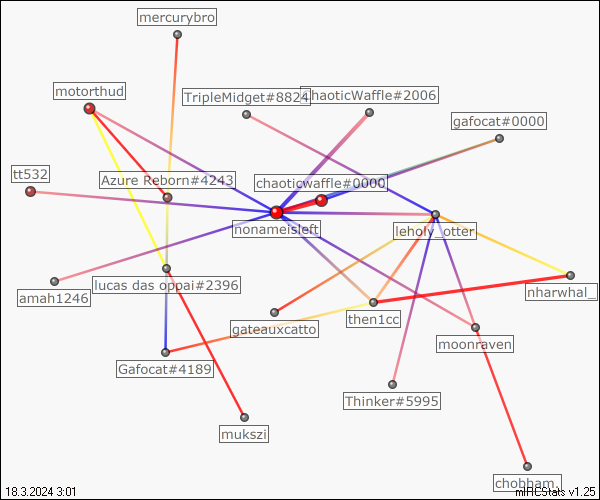 mercurybro
motorthud
TripleMidget#8824
ChaoticWaffle#2006
gafocat#0000
tt532
Azure Reborn#4243
chaoticwaffle#0000
nonameisleft
leholy_otter
amah1246
lucas das oppai#2396
nharwhal_
gateauxcatto
then1cc
moonraven
Gafocat#4189
Thinker#5995
mukszi
chobham.
18.3.2024 3:01
mIRCStats v1.25